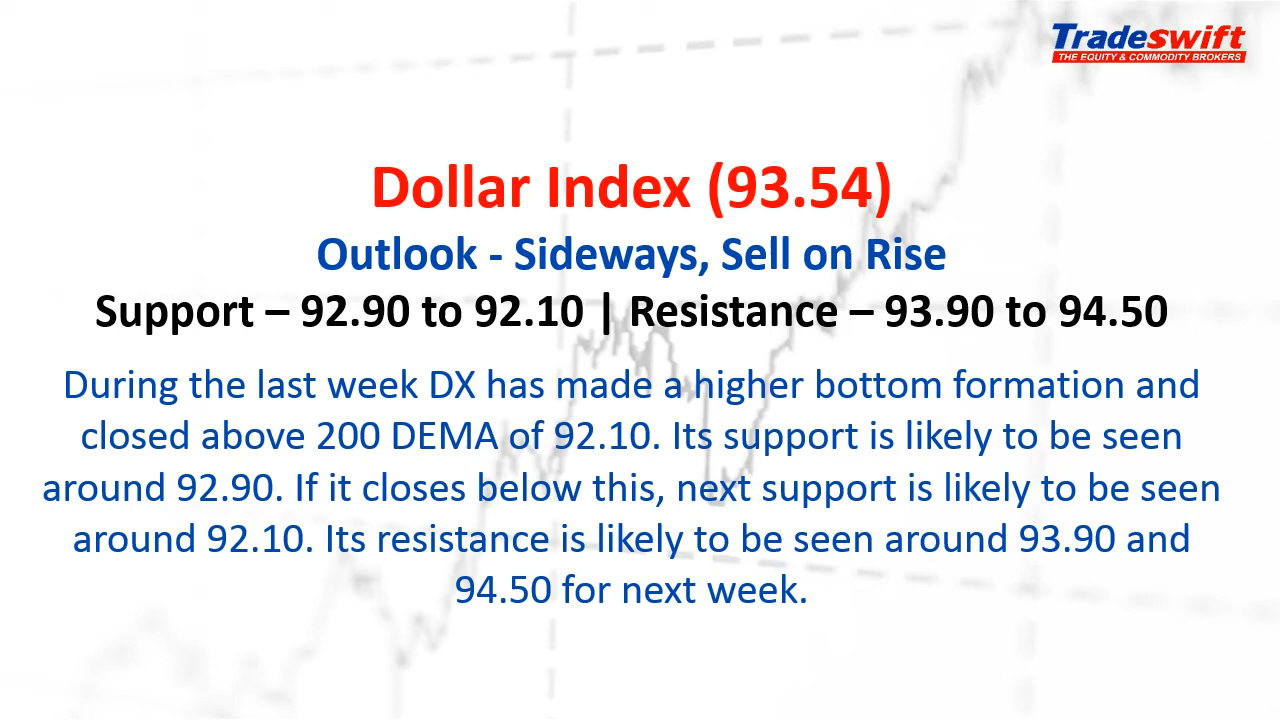 Tradeswift
THE EQUITY & COMMODITY BROKERS
Dollar Index (93.54)
Outlook - Sideways, Sell on Rise
Support – 92.90 to 92.10 | Resistance – 93.90 to 94.50
During the last week DX has made a higher bottom formation and
closed above 200 DEMA of 92.10. Its support is likely to be seen
around 92.90. If it closes below this, next support is likely to be seen
around 92.10. Its resistance is likely to be seen around 93.90 and
94.50 for next week.